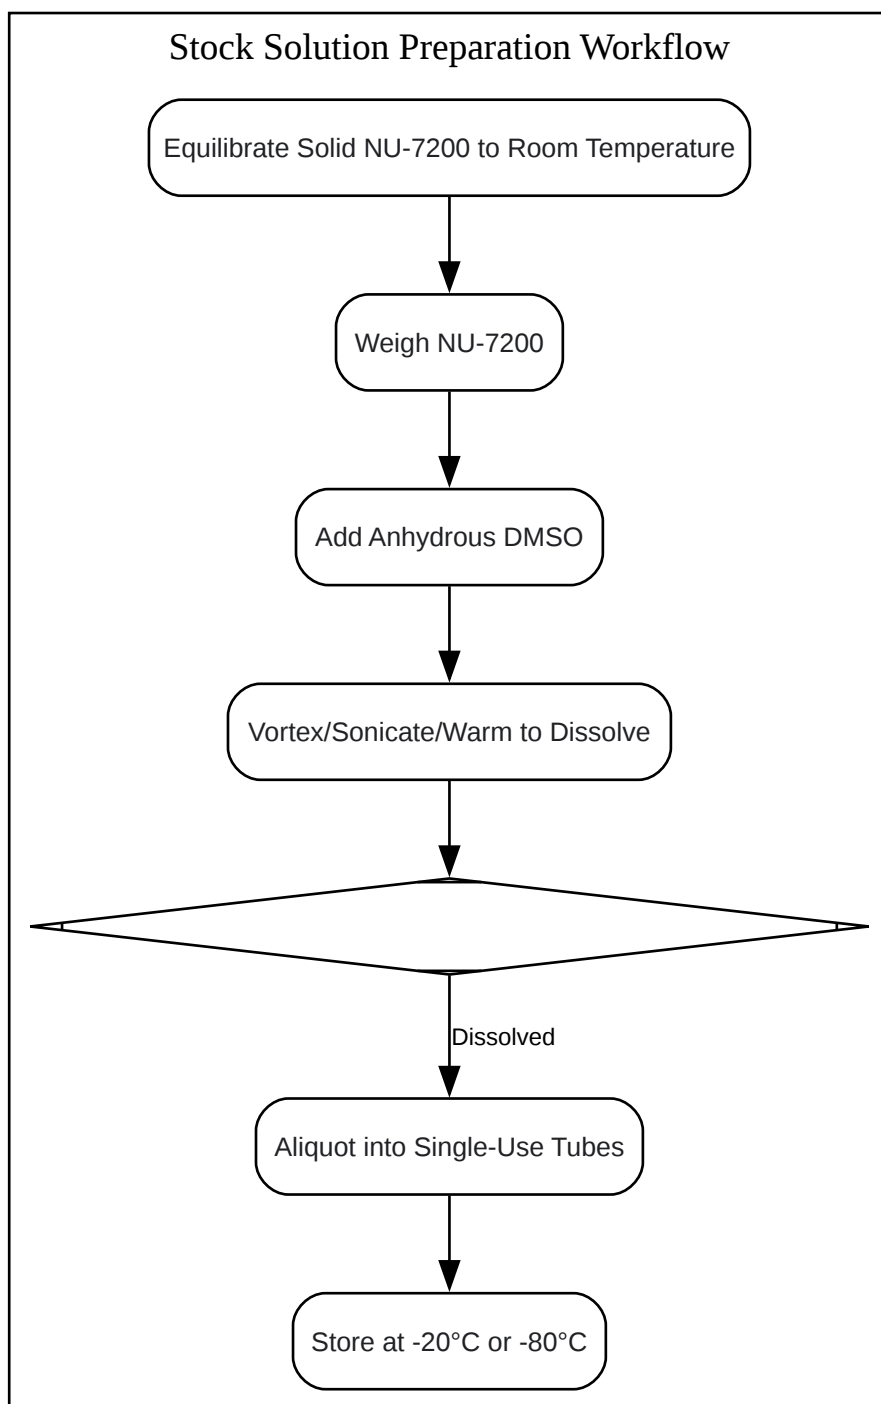 Stock Solution Preparation Workflow
Equilibrate Solid NU-7200 to Room Temperature
Weigh NU-7200
Add Anhydrous DMSO
Vortex/Sonicate/Warm to Dissolve
Dissolved
Aliquot into Single-Use Tubes
Store at -20°C or -80°C